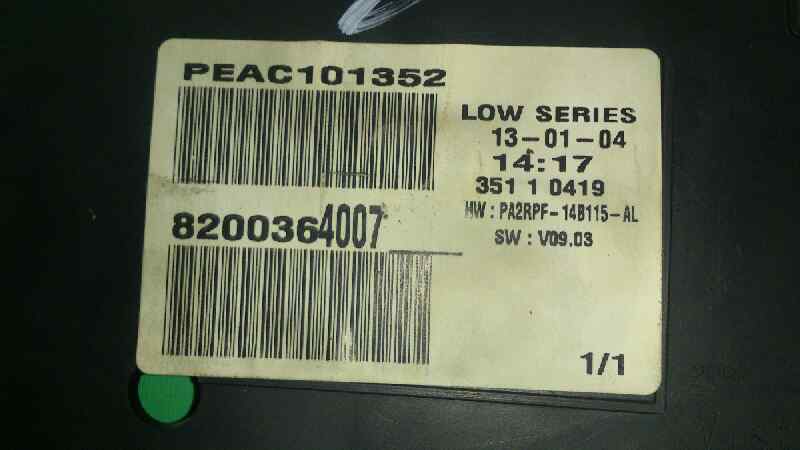 PEAC101352
LOW SERIES
13-01-04
14:17
351 1 0419
HW : PA2RPF-14B115-AL
SW : V09.03
8200364007
1/1